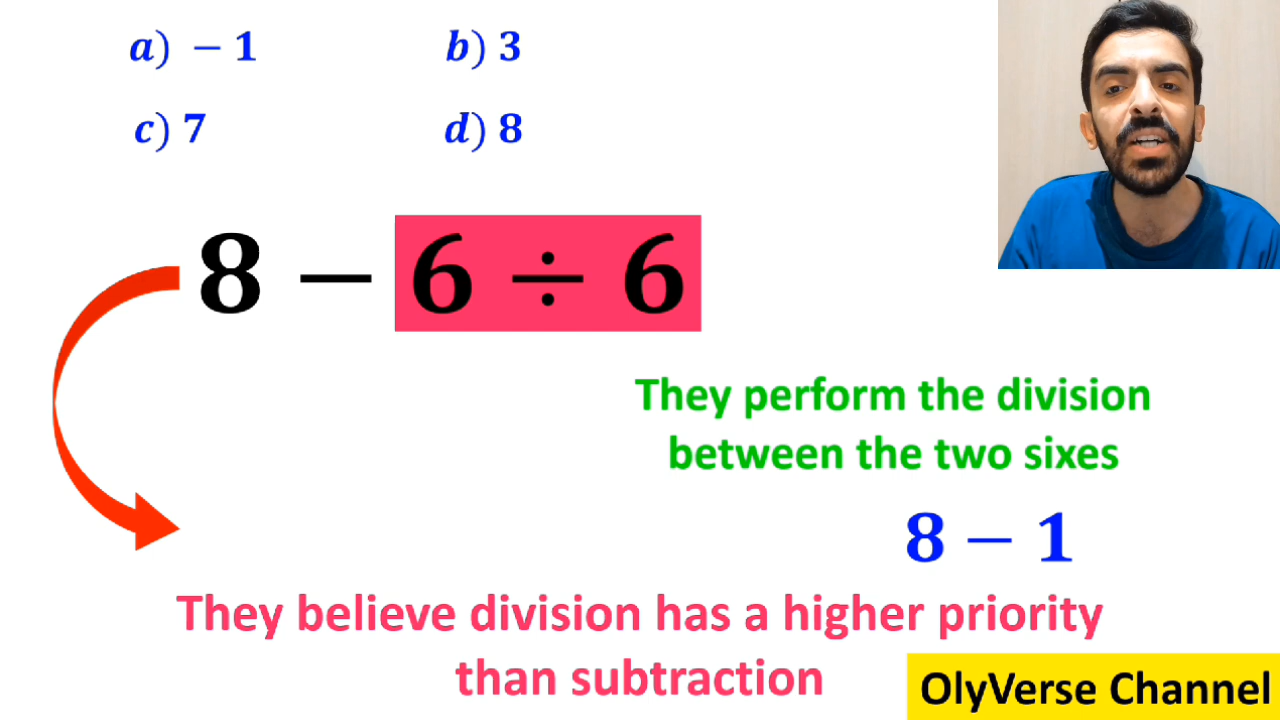 a) − 1
b) 3
c) 7
d) 8
8 − 6 ÷ 6
They perform the division
between the two sixes
8 − 1
They believe division has a higher priority
than subtraction
OlyVerse Channel